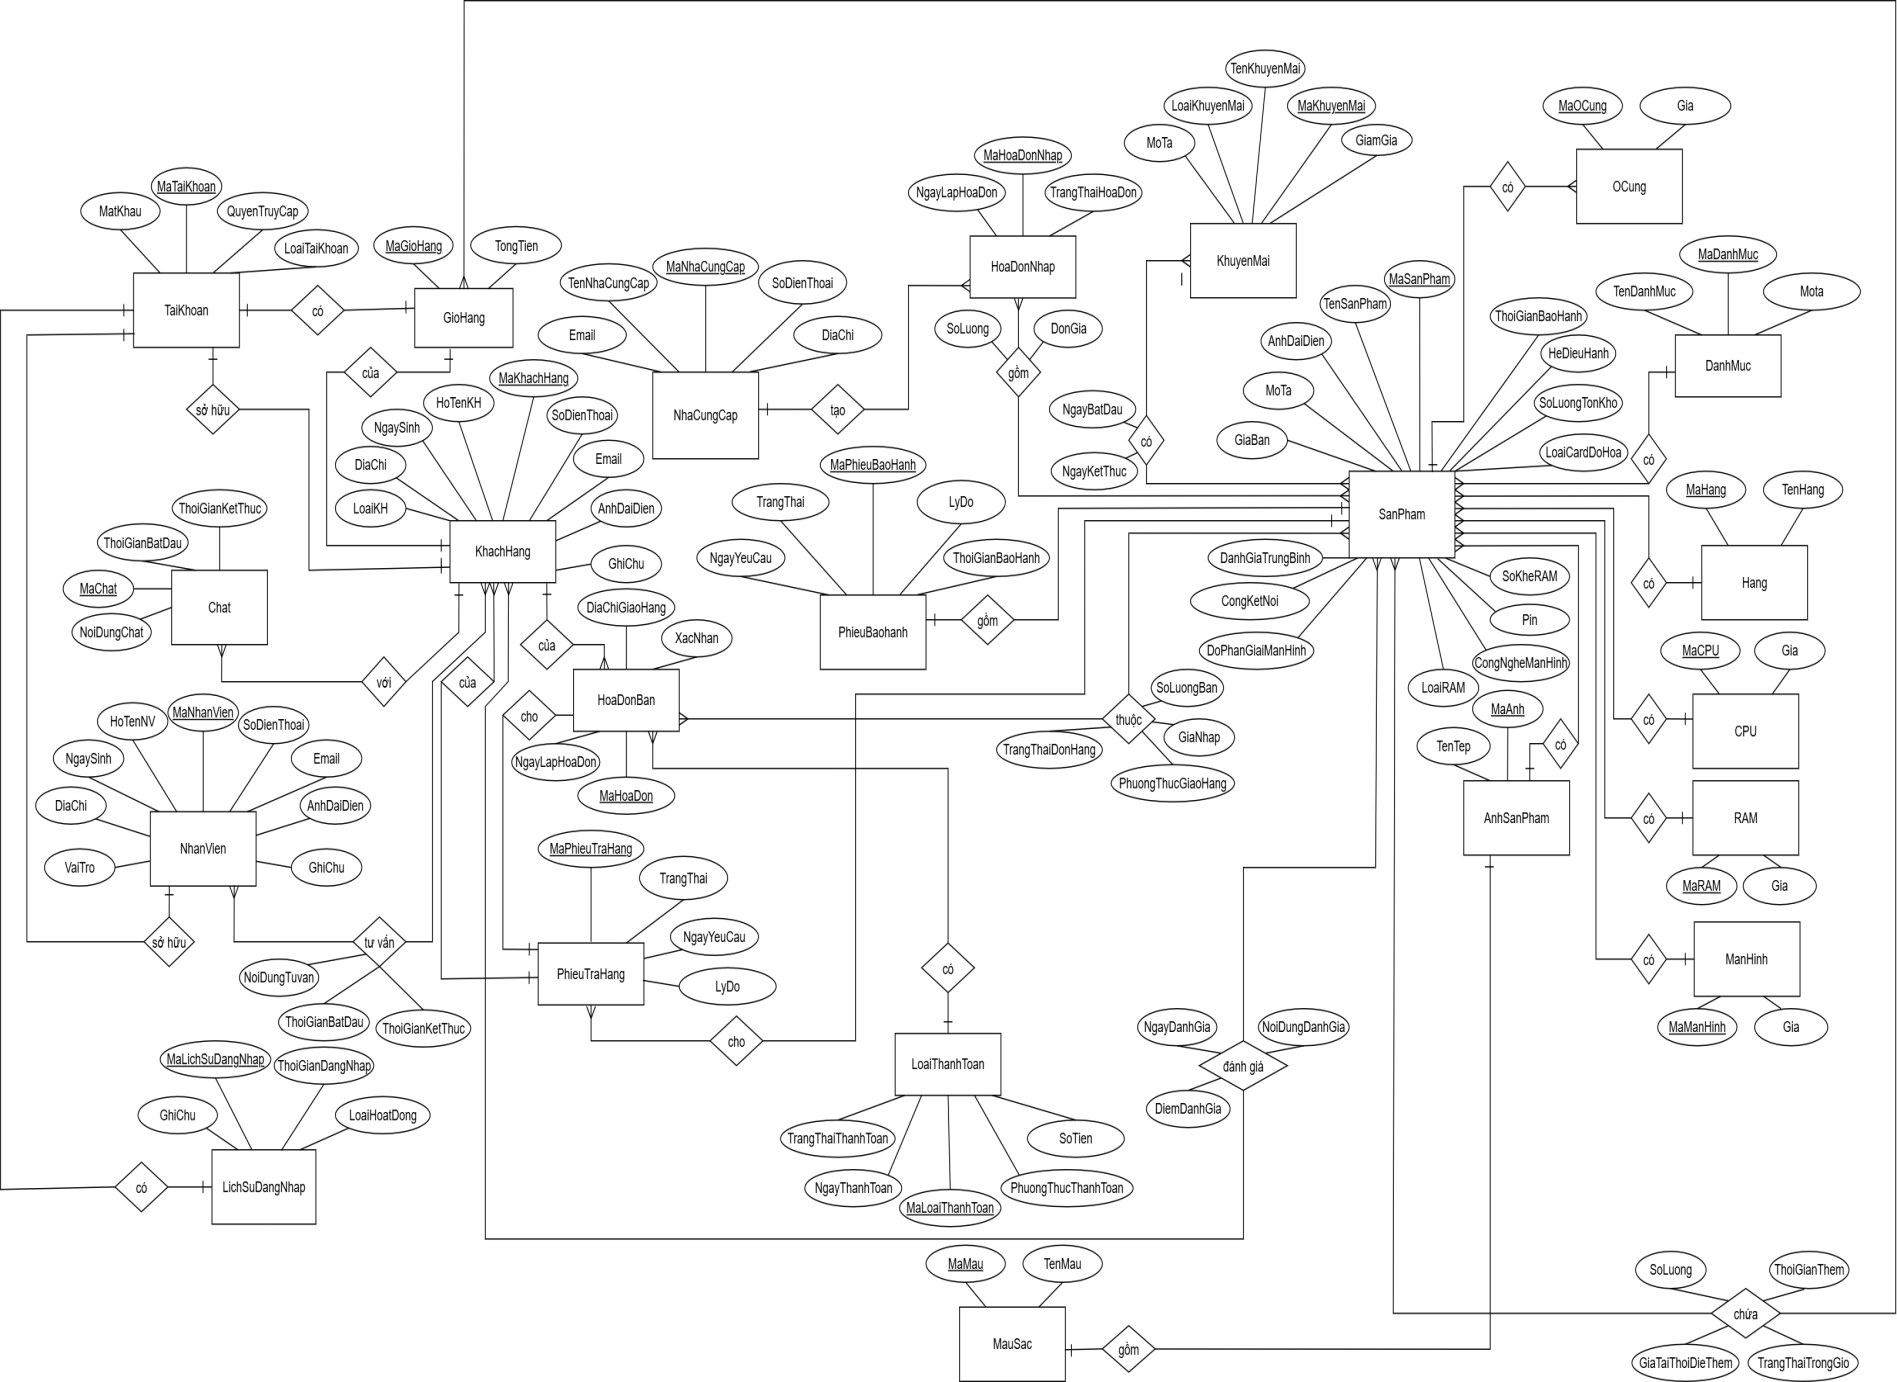 TenKhuyenMai
LoaiKhuyenMai
MaKhuyenMai
MaOCung
Gia
MoTa
GiamGia
MaHoaDonNhap
OCung
có
NgayLapHoaDon
TrangThaiHoaDon
MaTaiKhoan
MatKhau
QuyenTruyCap
LoaiTaiKhoan
MaGioHang
TongTien
KhuyenMai
HoaDonNhap
MaDanhMuc
MaNhaCungCap
TenNhaCungCap
SoDienThoai
MaSanPham
TenDanhMuc
Mota
TaiKhoan
có
GioHang
TenSanPham
ThoiGianBaoHanh
SoLuong
DonGia
Email
DiaChi
AnhDaiDien
HeDieuHanh
DanhMuc
của
gồm
MaKhachHang
MoTa
HoTenKH
SoLuongTonKho
sở hữu
SoDienThoai
NhaCungCap
tạo
NgayBatDau
NgaySinh
GiaBan
có
LoaiCardDoHoa
có
DiaChi
Email
MaPhieuBaoHanh
NgayKetThuc
MaHang
TenHang
ThoiGianKetThuc
LoaiKH
AnhDaiDien
TrangThai
LyDo
SanPham
ThoiGianBatDau
KhachHang
NgayYeuCau
ThoiGianBaoHanh
DanhGiaTrungBinh
GhiChu
SoKheRAM
có
Hang
MaChat
Chat
DiaChiGiaoHang
CongKetNoi
Pin
NoiDungChat
XacNhan
PhieuBaohanh
gồm
của
DoPhanGiaiManHinh
MaCPU
Gia
CongNgheManHinh
với
của
SoLuongBan
LoaiRAM
HoaDonBan
MaNhanVien
HoTenNV
SoDienThoai
cho
thuộc
MaAnh
có
CPU
NgaySinh
Email
NgayLapHoaDon
TrangThaiDonHang
GiaNhap
TenTep
có
PhuongThucGiaoHang
MaHoaDon
DiaChi
AnhDaiDien
AnhSanPham
có
RAM
NhanVien
MaPhieuTraHang
VaiTro
GhiChu
TrangThai
MaRAM
Gia
sở hữu
tư vấn
NgayYeuCau
NoiDungTuvan
PhieuTraHang
có
có
ManHinh
LyDo
ThoiGianBatDau
ThoiGianKetThuc
NgayDanhGia
NoiDungDanhGia
MaManHinh
Gia
cho
MaLichSuDangNhap
ThoiGianDangNhap
LoaiThanhToan
đánh giá
GhiChu
LoaiHoatDong
DiemDanhGia
TrangThaiThanhToan
SoTien
có
LichSuDangNhap
NgayThanhToan
PhuongThucThanhToan
MaLoaiThanhToan
MaMau
TenMau
SoLuong
ThoiGianThem
chứa
MauSac
gồm
GiaTaiThoiDieThem
TrangThaiTrongGio